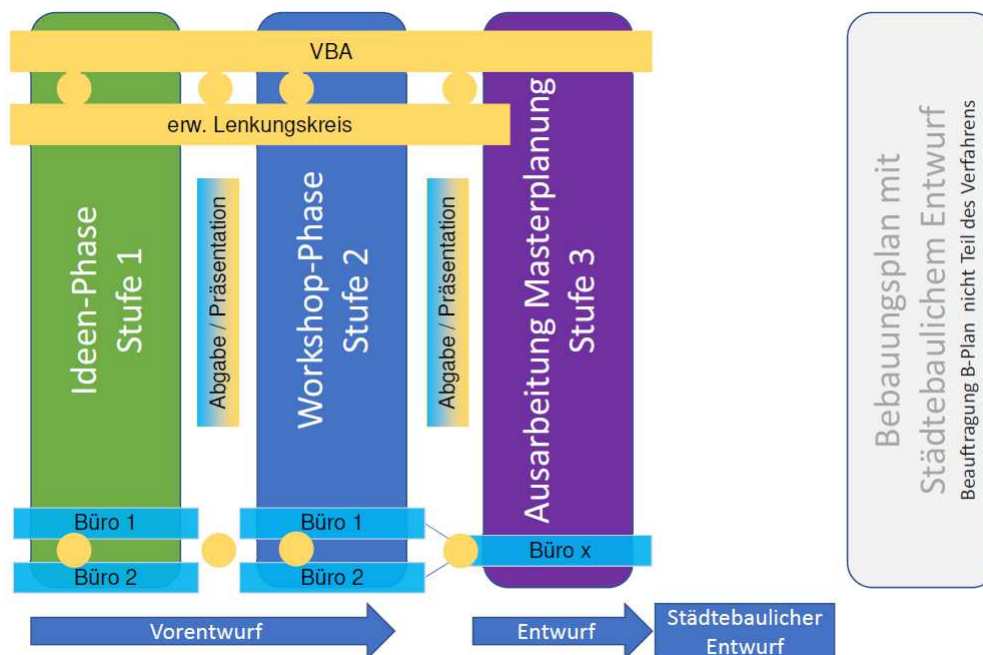 VBA
erw. Lenkungskreis
Ideen-Phase
Stufe 1
Abgabe / Präsentation
Workshop-Phase
Stufe 2
Abgabe / Präsentation
Ausarbeitung Masterplanung
Stufe 3
Bebauungsplan mit
Städtebaulichem Entwurf
Beauftragung B-Plan nicht Teil des Verfahrens
Büro 1
Büro 2
Büro 1
Büro 2
Büro x
Vorentwurf
Entwurf
Städtebaulicher
Entwurf